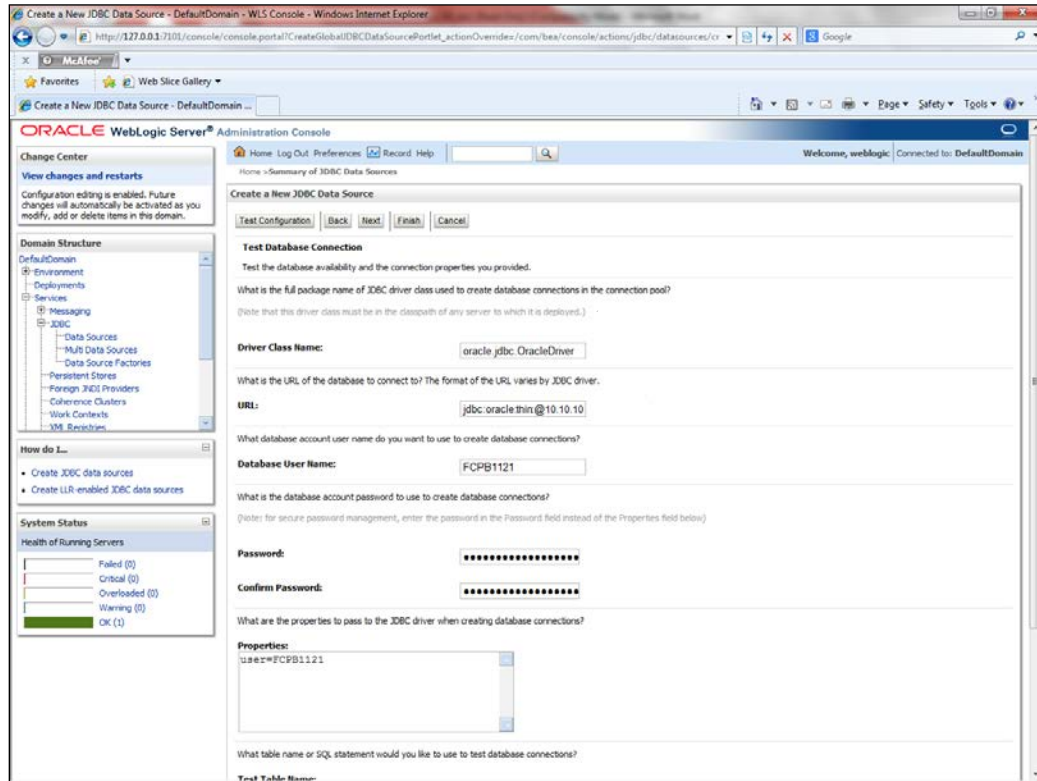 Create a New JDBC Data Source - DefaultDomain - WLS Console - Windows Internet Explorer
http://127.0.0.1:7101/console/console.portal?CreateGlobalJDBCDataSourcePortlet_actionOverride=/com/bea/console/actions/jdbc/datasources/cr
Google
X McAfee
Favorites Web Slice Gallery
Create a New JDBC Data Source - DefaultDomain ...
Page Safety Tools
ORACLE WebLogic Server® Administration Console
Change Center
View changes and restarts
Configuration editing is enabled. Future
changes will automatically be activated as you
modify, add or delete items in this domain.
Domain Structure
DefaultDomain
Environment
Deployments
Services
Messaging
JDBC
Data Sources
Multi Data Sources
Data Source Factories
Persistent Stores
Foreign JNDI Providers
Coherence Clusters
Work Contexts
XML Registries
How do I...
Create JDBC data sources
Create LLR-enabled JDBC data sources
System Status
Health of Running Servers
Failed (0)
Critical (0)
Overloaded (0)
Warning (0)
OK (1)
Home Log Out Preferences Record Help
Welcome, weblogic Connected to: DefaultDomain
Home >Summary of JDBC Data Sources
Create a New JDBC Data Source
Test Configuration Back Next Finish Cancel
Test Database Connection
Test the database availability and the connection properties you provided.
What is the full package name of JDBC driver class used to create database connections in the connection pool?
(Note that this driver class must be in the classpath of any server to which it is deployed.)
Driver Class Name: oracle.jdbc.OracleDriver
What is the URL of the database to connect to? The format of the URL varies by JDBC driver.
URL: jdbc:oracle:thin:@10.10.10
What database account user name do you want to use to create database connections?
Database User Name: FCPB1121
What is the database account password to use to create database connections?
(Note: for secure password management, enter the password in the Password field instead of the Properties field below)
Password: ●●●●●●●●●●●●●●●●●●
Confirm Password: ●●●●●●●●●●●●●●●●●●
What are the properties to pass to the JDBC driver when creating database connections?
Properties:
user=FCPB1121
What table name or SQL statement would you like to use to test database connections?
Test Table Name: